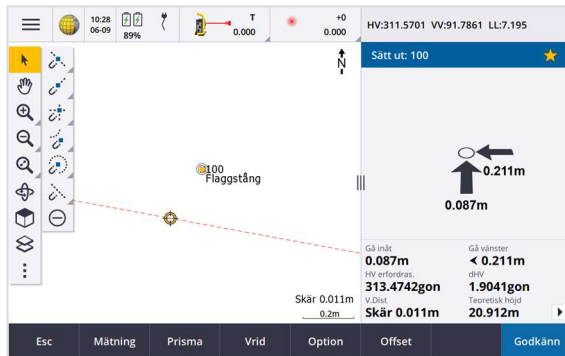 10:28
06-09
89%
T
0.000
+0
0.000
HV:311.5701 VV:91.7861 LL:7.195
Sätt ut: 100
N
100
Flaggstång
0.211m
0.087m
Gå inåt
0.087m
Gå vänster
0.211m
HV erfordras.
313.4742gon
dHV
1.9041gon
V.Dist
Skär 0.011m
Teoretisk höjd
20.912m
Skär 0.011m
0.2m
Esc Mätning Prisma Vrid Option Offset Godkänn